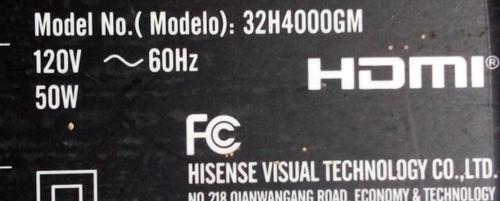 Model No.( Modelo): 32H4000GM
120V ～ 60Hz
50W
HDMI®
FC
HISENSE VISUAL TECHNOLOGY CO.,LTD.
NO.218 QIANWANGANG ROAD, ECONOMY & TECHNOLOGY